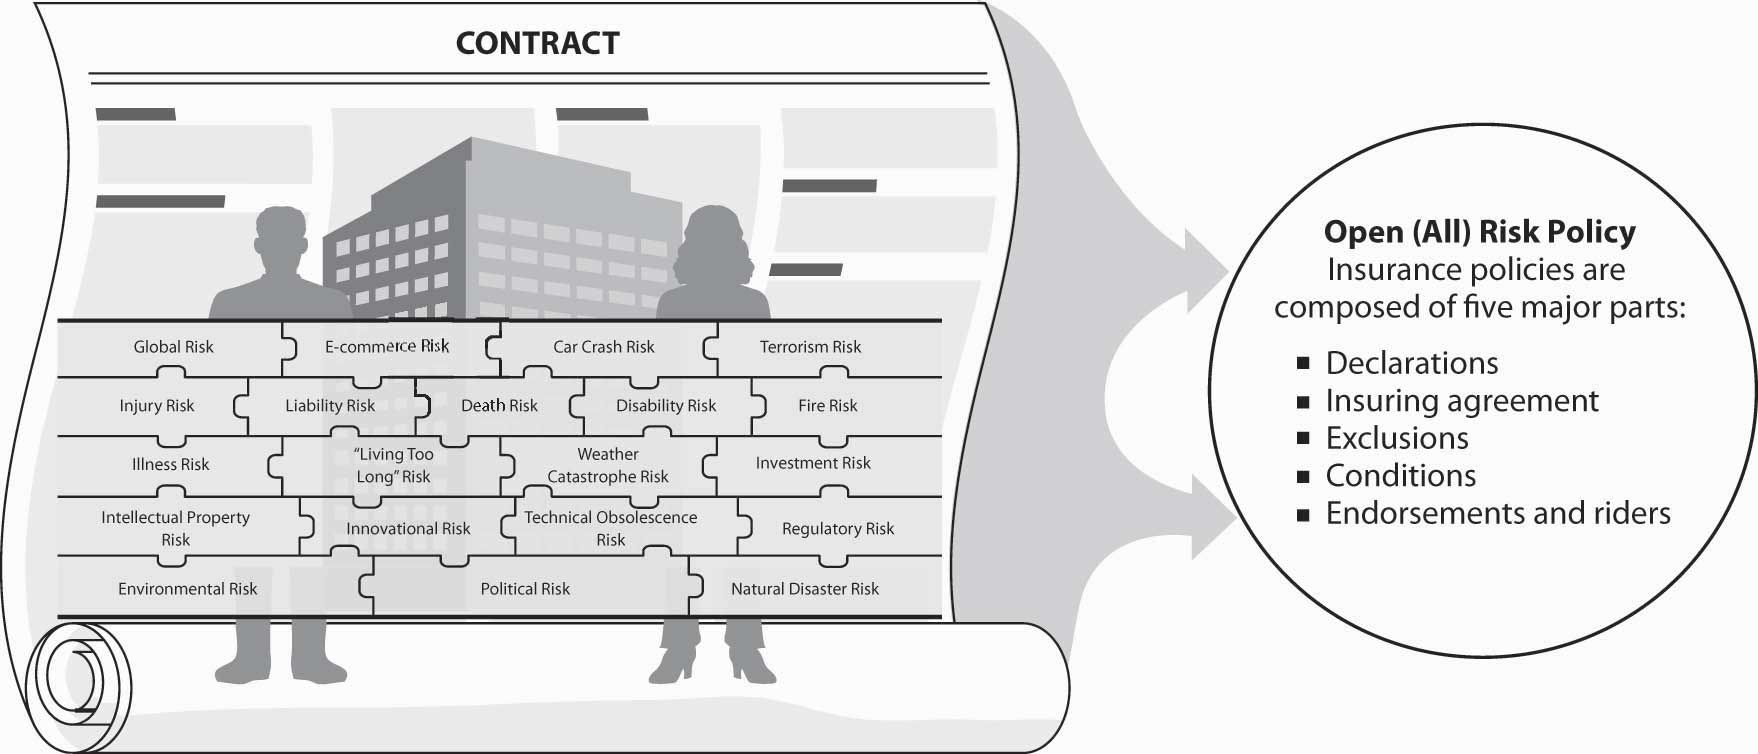 CONTRACT
Global Risk
E-commerce Risk
Car Crash Risk
Terrorism Risk
Injury Risk
Liability Risk
Death Risk
Disability Risk
Fire Risk
Illness Risk
“Living Too
Long” Risk
Weather
Catastrophe Risk
Investment Risk
Intellectual Property
Risk
Innovational Risk
Technical Obsolescence
Risk
Regulatory Risk
Environmental Risk
Political Risk
Natural Disaster Risk
Open (All) Risk Policy
Insurance policies are
composed of five major parts:
■ Declarations
■ Insuring agreement
■ Exclusions
■ Conditions
■ Endorsements and riders